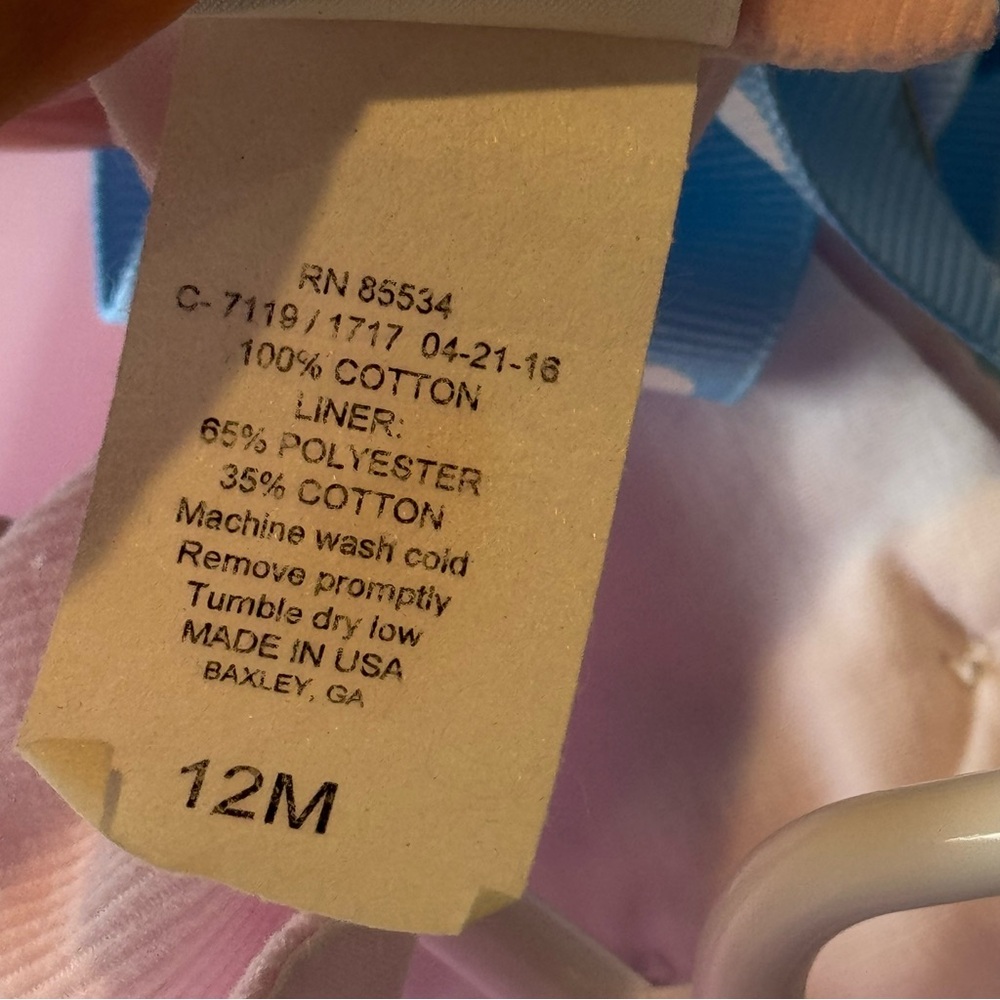 RN 85534
C- 7119 / 1717 04-21-16
100% COTTON
LINER:
65% POLYESTER
35% COTTON
Machine wash cold
Remove promptly
Tumble dry low
MADE IN USA
BAXLEY, GA
12M